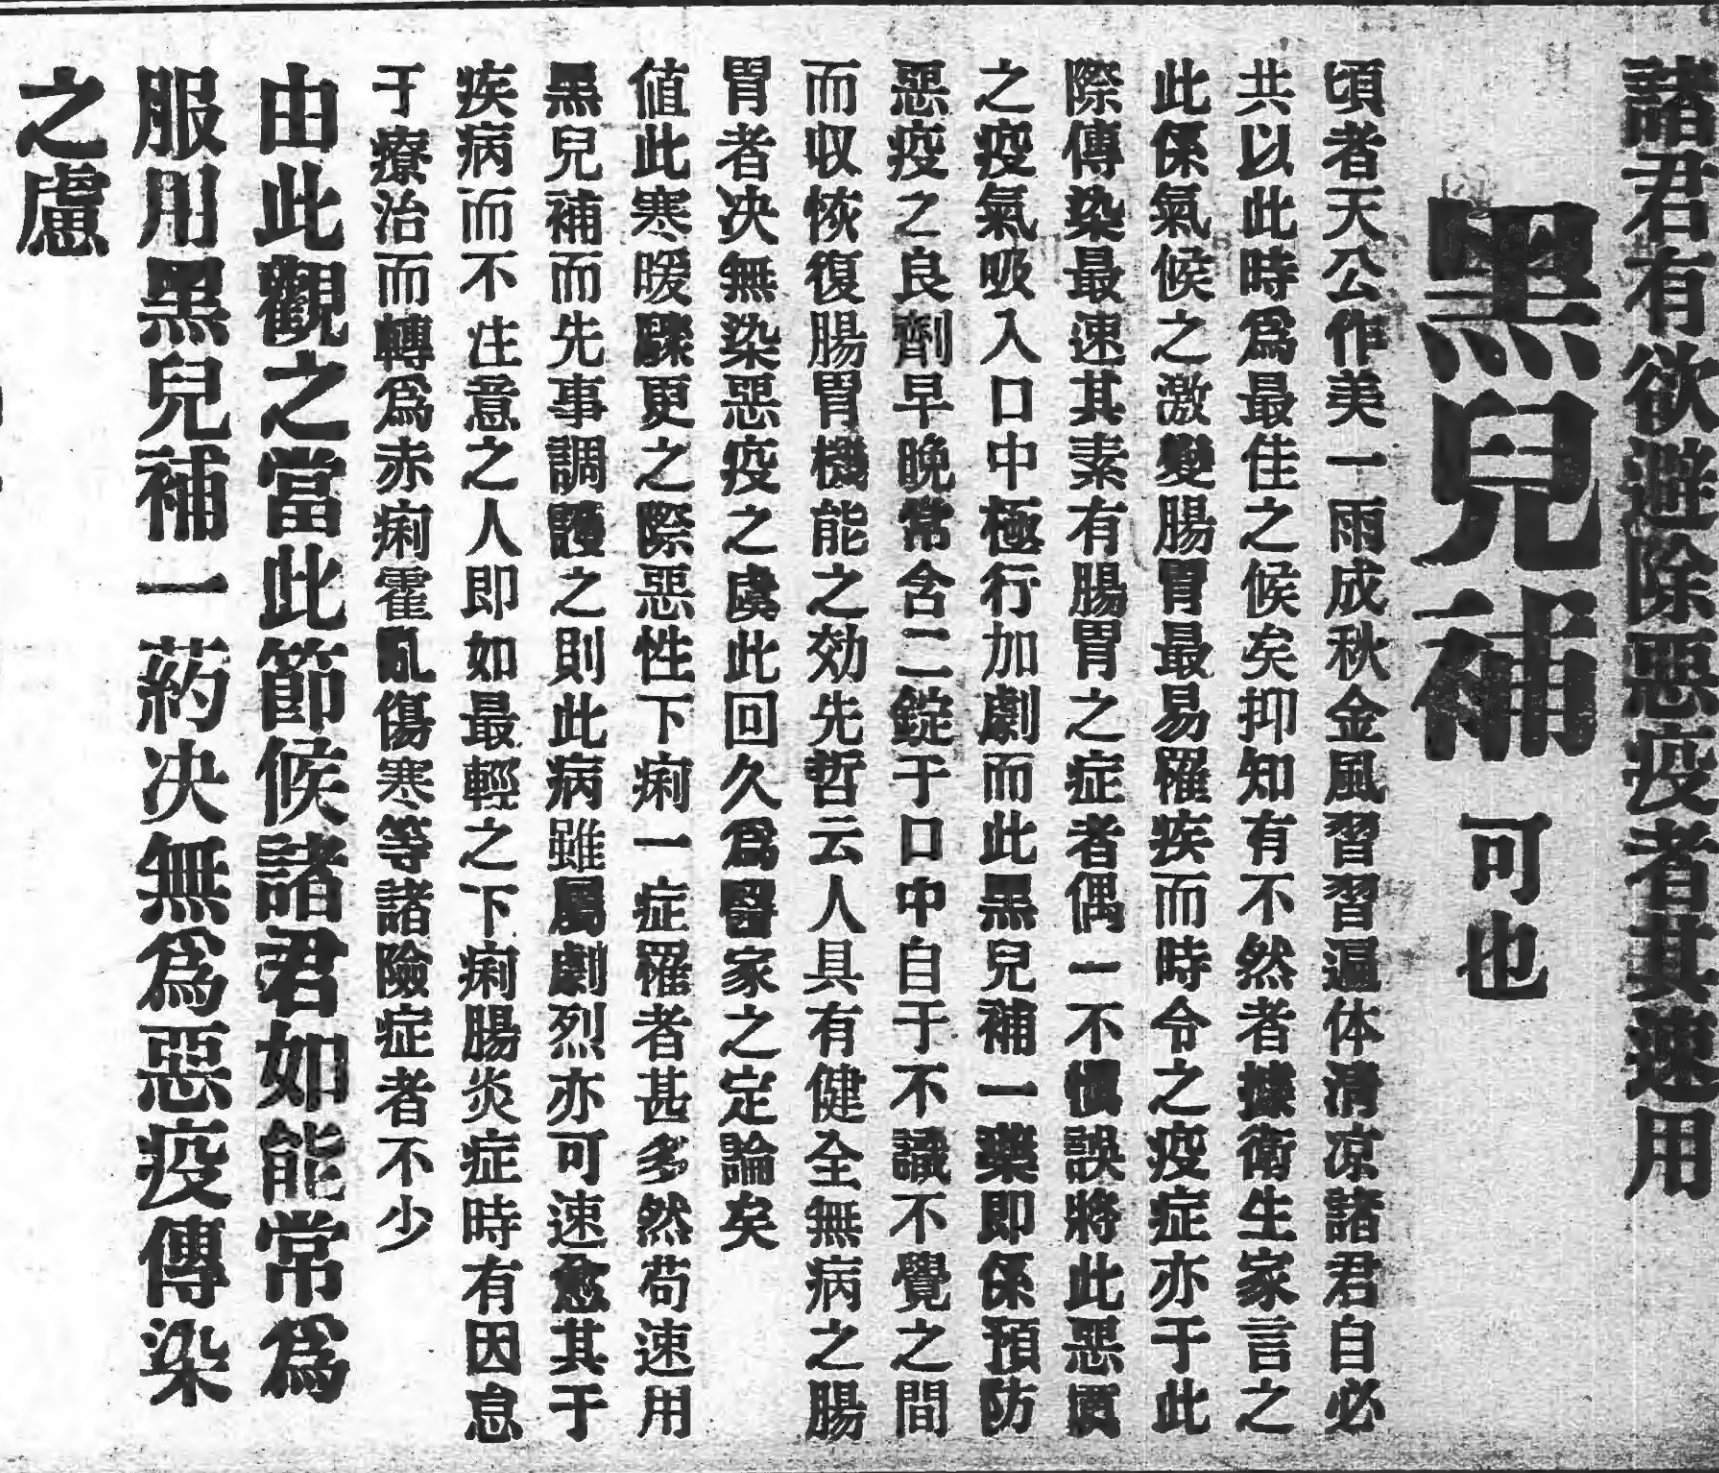 諸君有欲避除惡疫者其速用
黑兒補可也
頃者天公作美一雨成秋金風習習遍体清凉諸君自必
共以此時爲最佳之候矣抑知有不然者據衛生家言之
此係氣候之激變腸胃最易罹疾而時令之疫症亦于此
際傳染最速其素有腸胃之症者偶一不愼誤將此惡
之疫氣吸入口中極行加劇而此黑兒補一藥即係預防
惡疫之良劑早晚常含二錠于口中自于不識不覺之間
而収恢復腸胃機能之効先哲云人具有健全無病之腸
胃者决無染惡疫之虞此回久爲醫家之定論矣
値此寒暖驟更之際惡性下痢一症罹者甚多然苟速用
黑兒補而先事調護之則此病雖屬劇烈亦可速愈其于
疾病而不注意之人即如最輕之下痢腸炎症時有因怠
于療治而轉爲赤痢霍亂傷寒等諸險症者不少
由此觀之當此節候諸君如能常爲
服用黑兒補一葯决無爲惡疫傳染
之慮